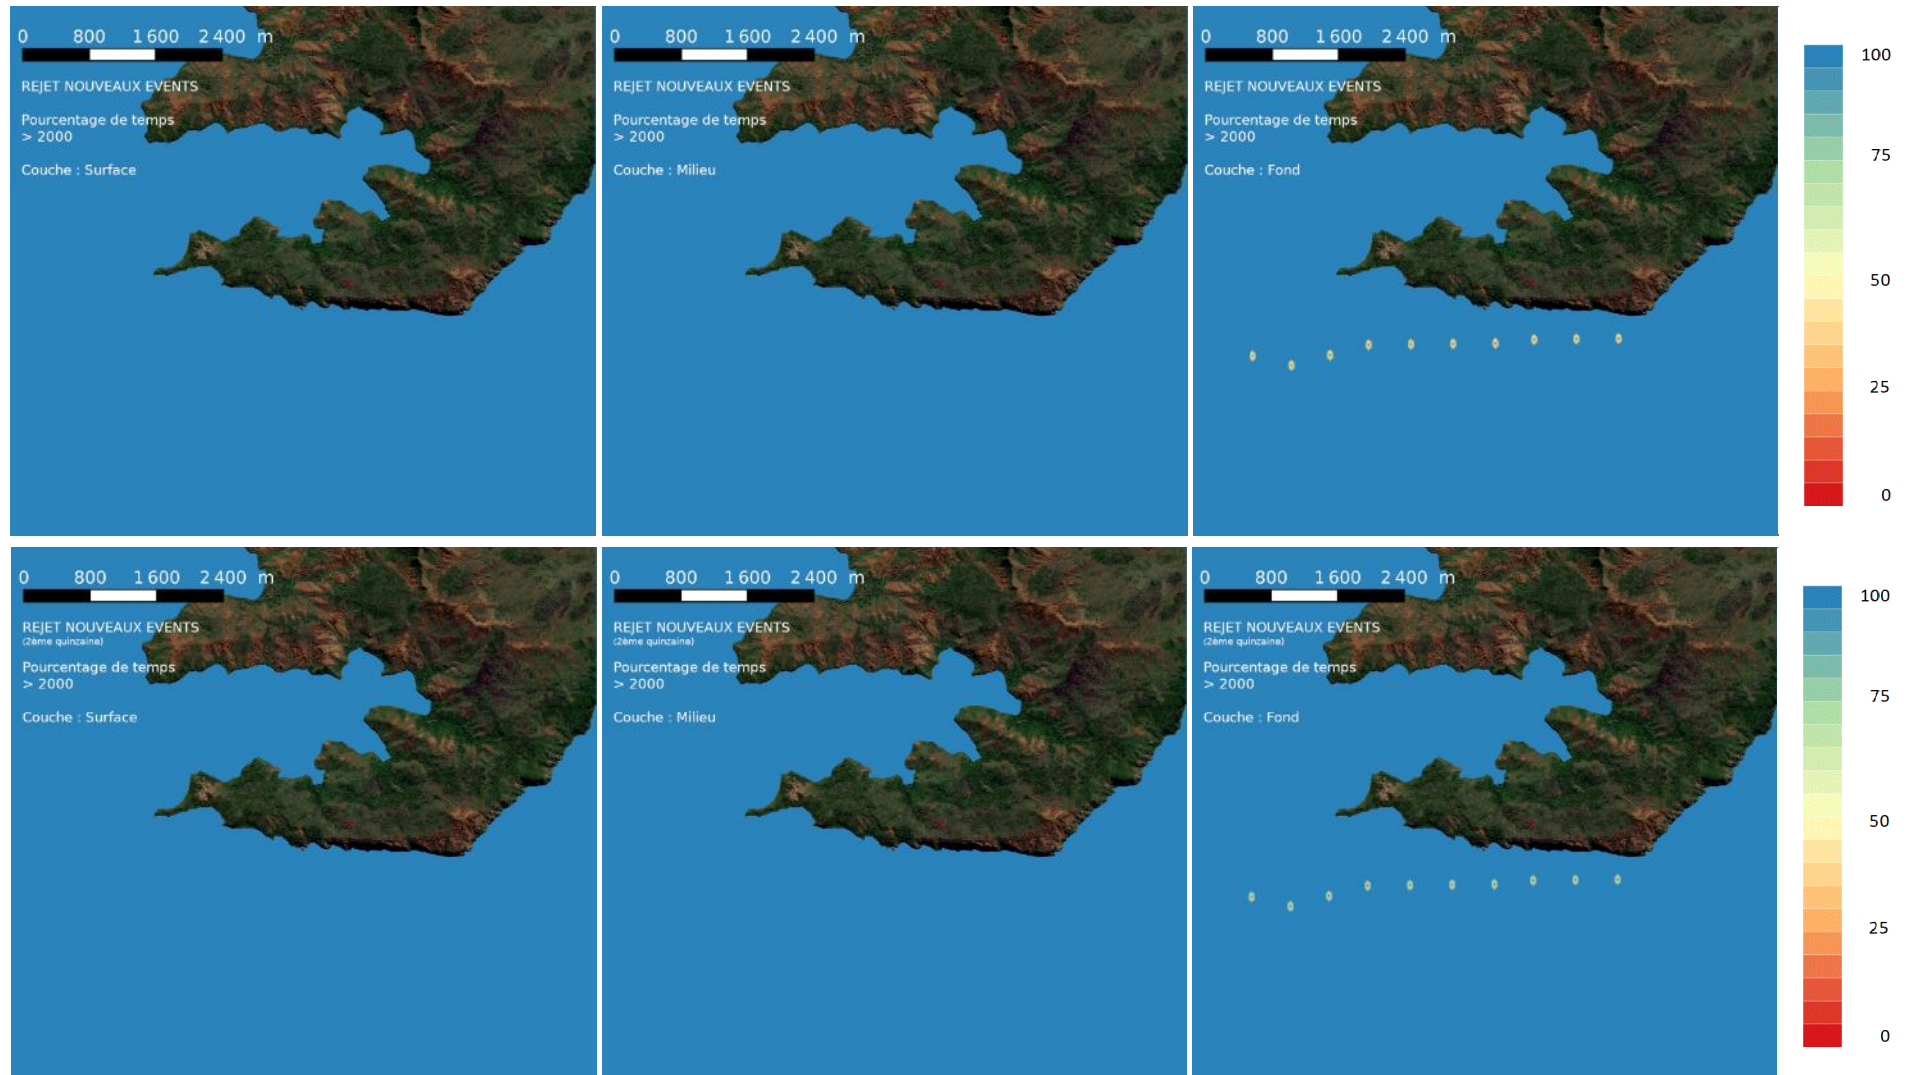 0 800 1 600 2 400 m
REJET NOUVEAUX EVENTS
Pourcentage de temps
> 2000
Couche : Surface
0 800 1 600 2 400 m
REJET NOUVEAUX EVENTS
Pourcentage de temps
> 2000
Couche : Milieu
0 800 1 600 2 400 m
REJET NOUVEAUX EVENTS
Pourcentage de temps
> 2000
Couche : Fond
100
75
50
25
0
0 800 1 600 2 400 m
REJET NOUVEAUX EVENTS
(2ème quinzaine)
Pourcentage de temps
> 2000
Couche : Surface
0 800 1 600 2 400 m
REJET NOUVEAUX EVENTS
(2ème quinzaine)
Pourcentage de temps
> 2000
Couche : Milieu
0 800 1 600 2 400 m
REJET NOUVEAUX EVENTS
(2ème quinzaine)
Pourcentage de temps
> 2000
Couche : Fond
100
75
50
25
0